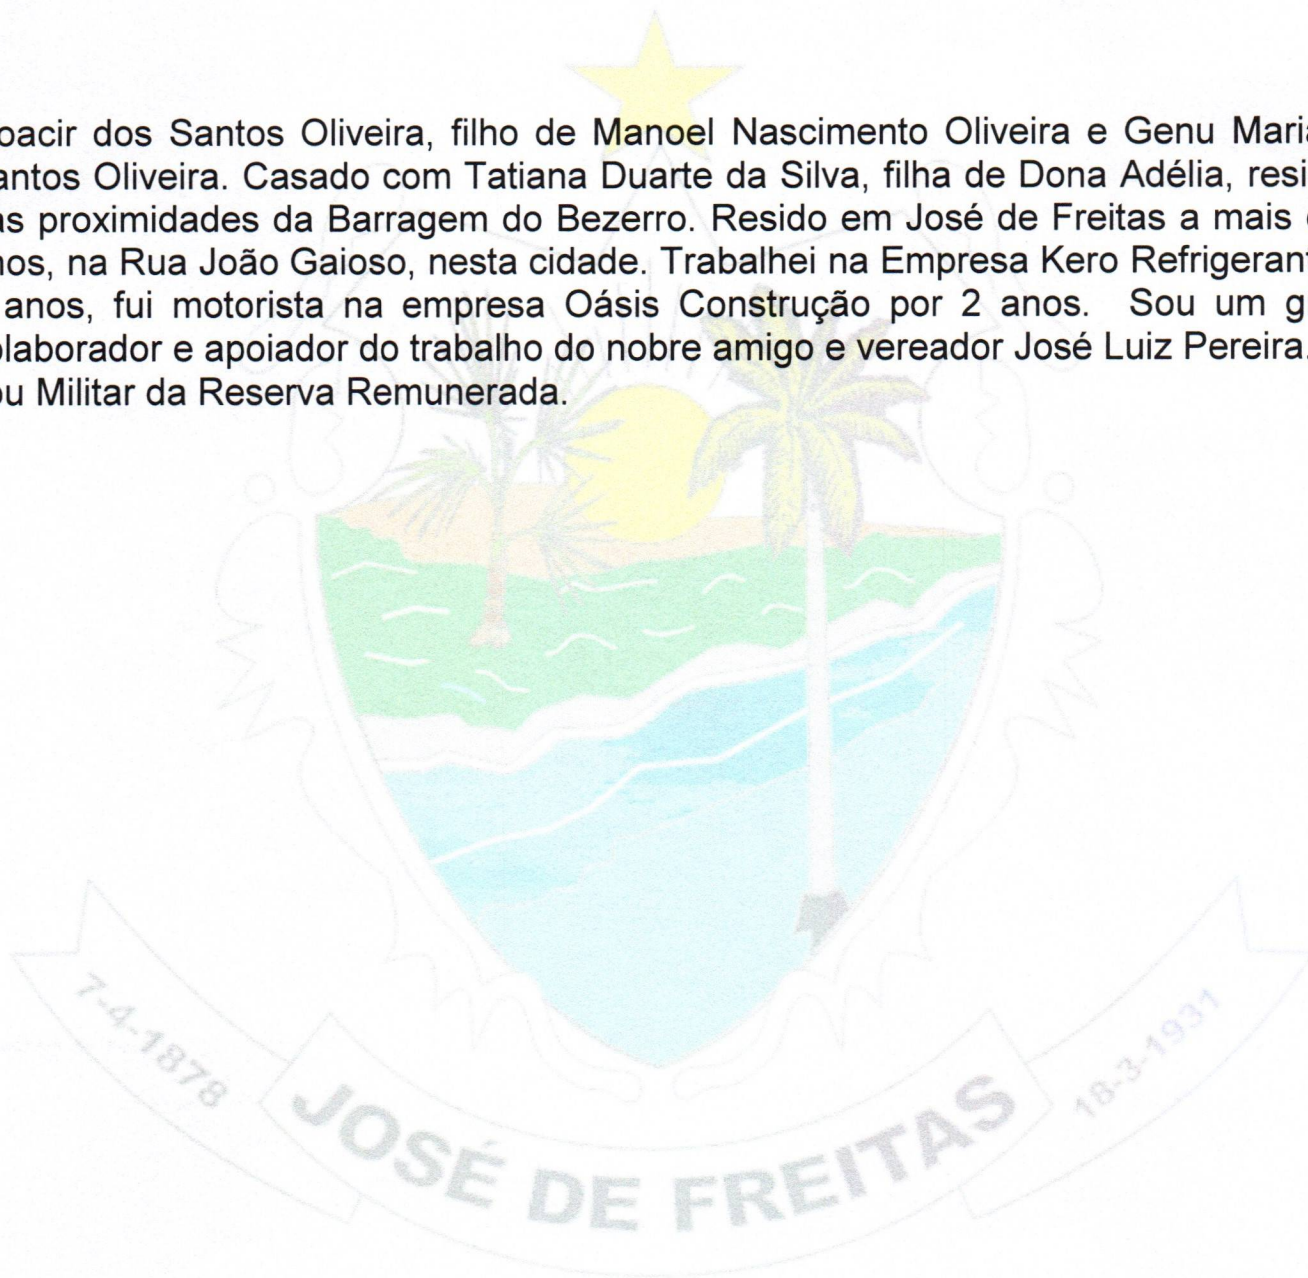 oacir dos Santos Oliveira, filho de Manoel Nascimento Oliveira e Genu Maria
antos Oliveira. Casado com Tatiana Duarte da Silva, filha de Dona Adélia, resi
as proximidades da Barragem do Bezerro. Resido em José de Freitas a mais
nos, na Rua João Gaioso, nesta cidade. Trabalhei na Empresa Kero Refrigerant
anos, fui motorista na empresa Oásis Construção por 2 anos. Sou um g
olaborador e apoiador do trabalho do nobre amigo e vereador José Luiz Pereira.
ou Militar da Reserva Remunerada.
7-4-1878
JOSÉ DE FREITAS
18-3-1931